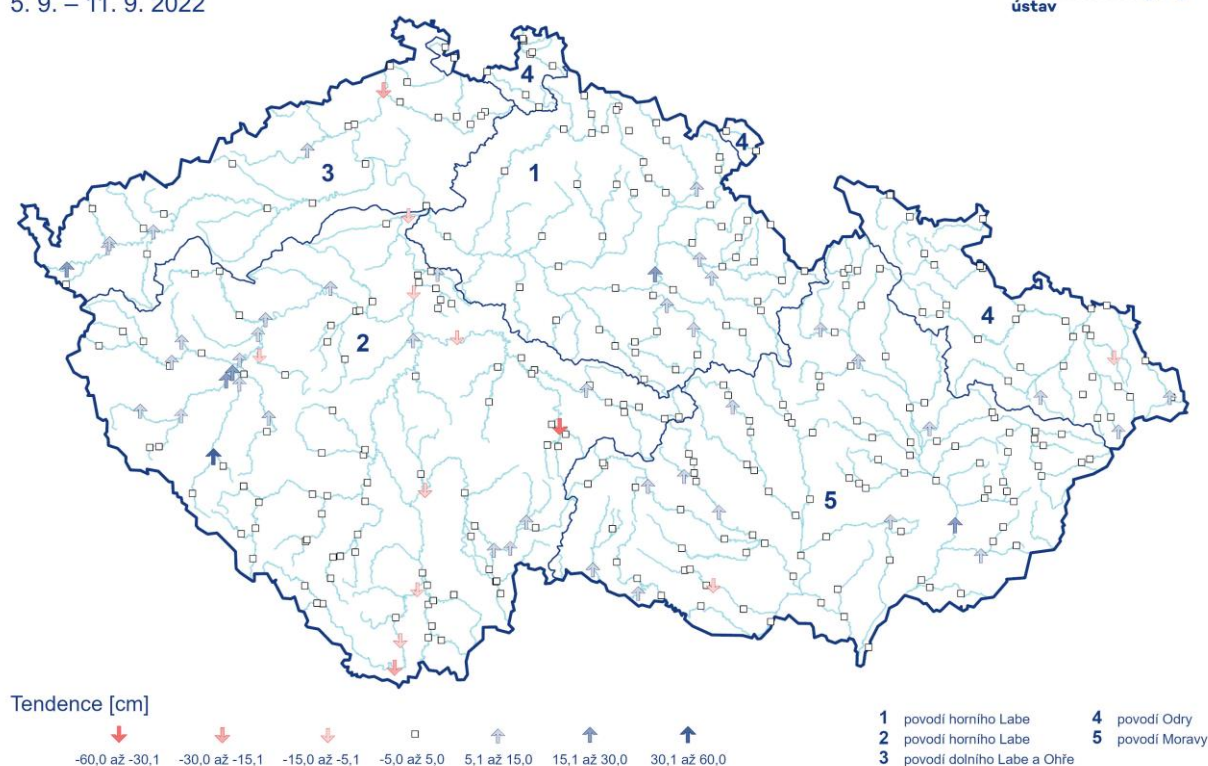 5. 9. – 11. 9. 2022
ústav
4
4
3
1
4
2
5
Tendence [cm]
-60,0 až -30,1
-30,0 až -15,1
-15,0 až -5,1
-5,0 až 5,0
5,1 až 15,0
15,1 až 30,0
30,1 až 60,0
1 povodí horního Labe
2 povodí horního Labe
3 povodí dolního Labe a Ohře
4 povodí Odry
5 povodí Moravy